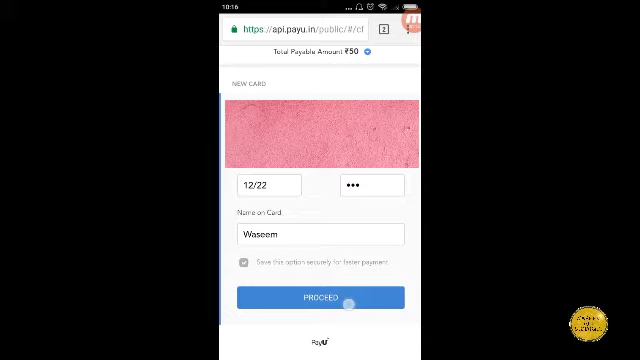 10:16
https://api.payu.in/public/#/cf
2
Total Payable Amount ₹50
NEW CARD
12/22
•••
Name on Card
Waseem
Save this option securely for faster payment
PROCEED
PayU